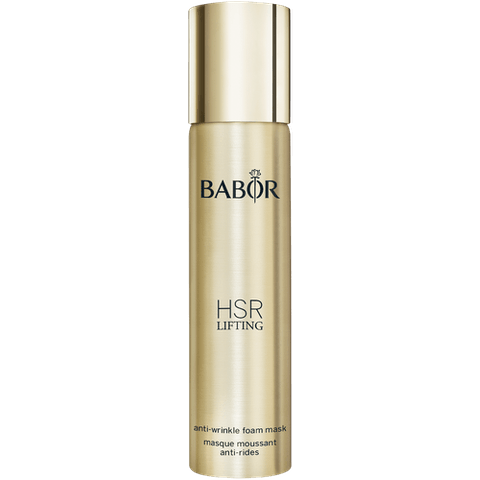 BABOR
HSR
LIFTING
anti-wrinkle foam mask
masque moussant
anti-rides